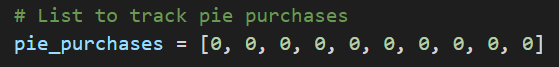 # List to track pie purchases
pie_purchases = [0, 0, 0, 0, 0, 0, 0, 0, 0, 0]